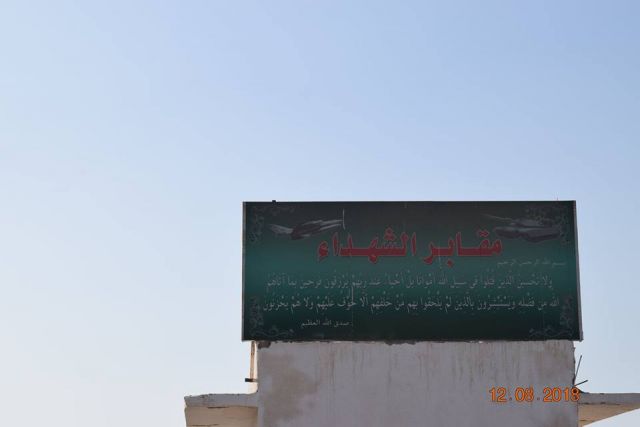 مقابر الشهداء
بسم الله الرحمن الرحيم
ولا تحسبن الذين قتلوا في سبيل الله أمواتا بل أحياء عند ربهم يرزقون فرحين بما آتاهم
الله من فضله ويستبشرون بالذين لم يلحقوا بهم من خلفهم ألا خوف عليهم ولا هم يحزنون
صدق الله العظيم
12.08.2018